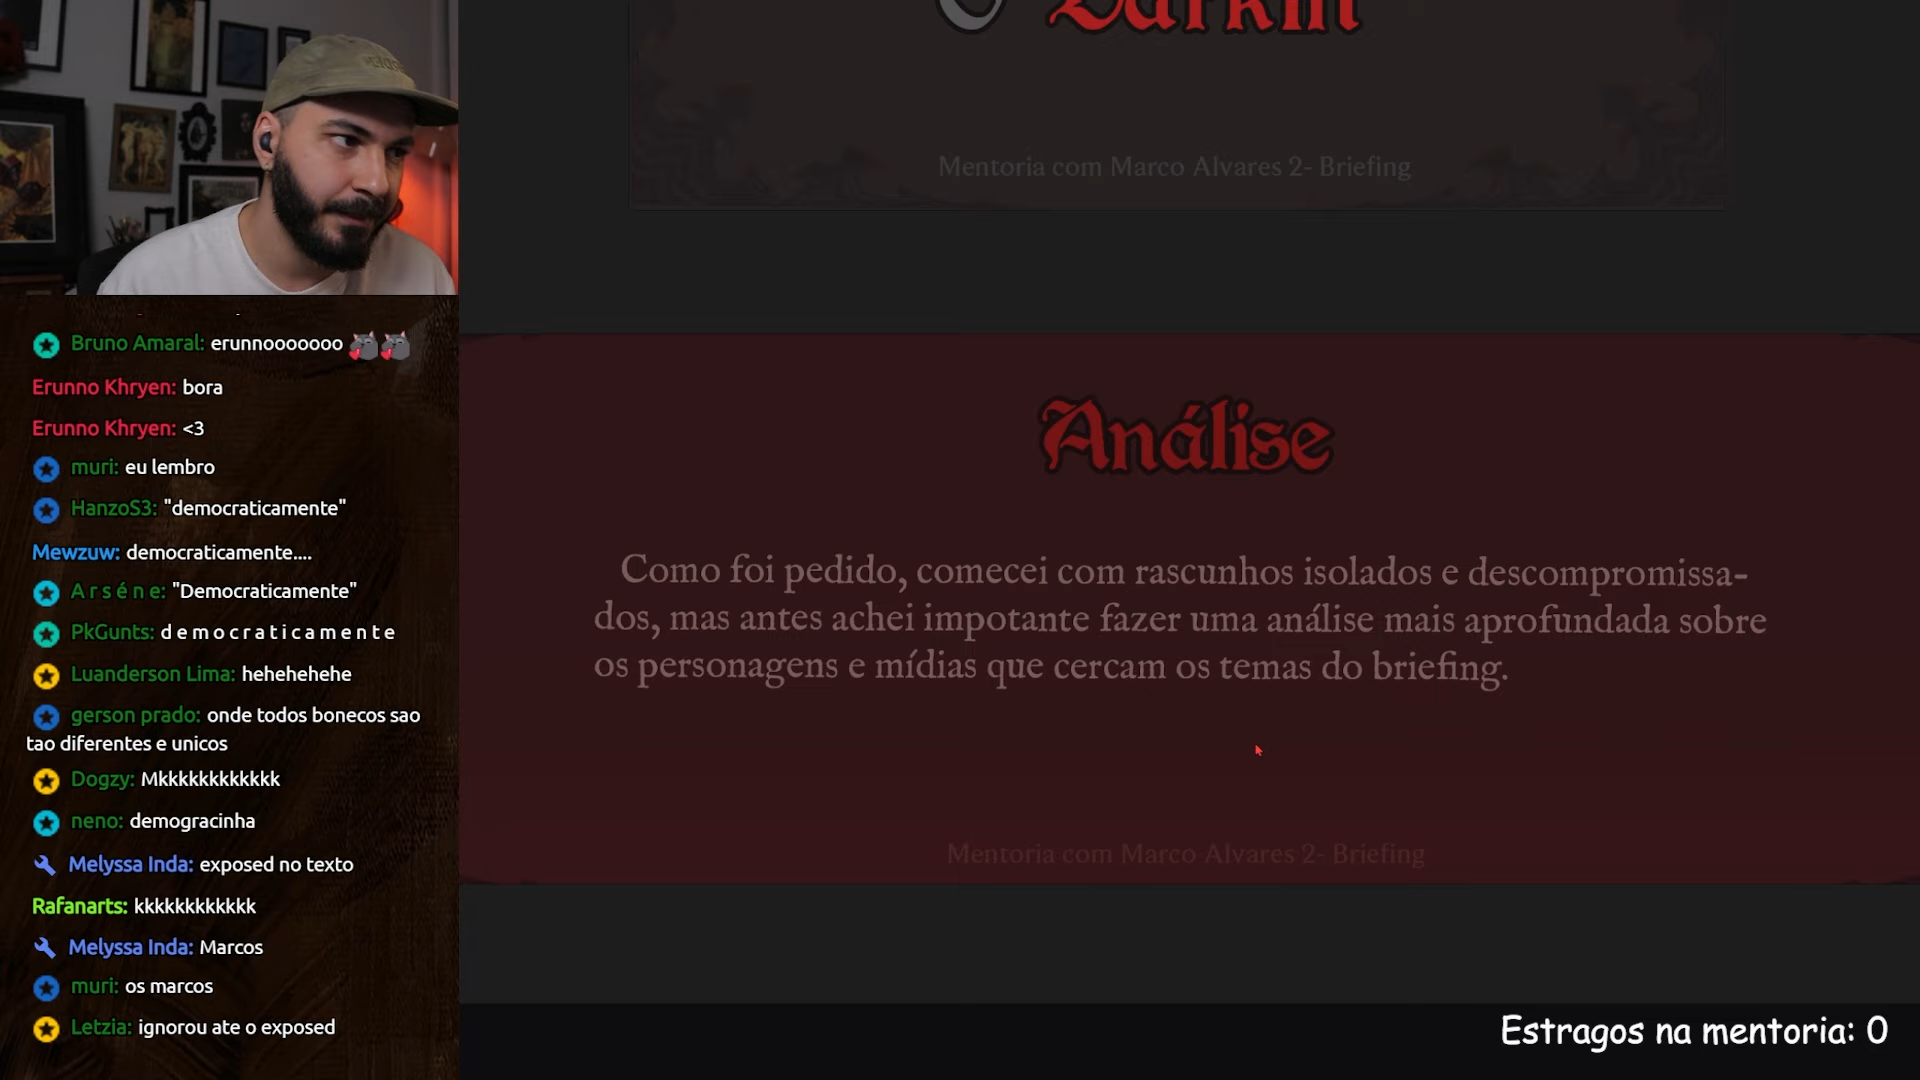 Darkin
Mentoria com Marco Alvares 2- Briefing
Bruno Amaral: erunnooooooo
Erunno Khryen: bora
Erunno Khryen: <3
muri: eu lembro
HanzoS3: "democraticamente"
Mewzuw: democraticamente....
A r s é n e: "Democraticamente"
PkGunts: d e m o c r a t i c a m e n t e
Luanderson Lima: hehehehehe
gerson prado: onde todos bonecos sao
tao diferentes e unicos
Dogzy: Mkkkkkkkkkkkk
neno: demogracinha
Melyssa Inda: exposed no texto
Rafanarts: kkkkkkkkkkkk
Melyssa Inda: Marcos
muri: os marcos
Letzia: ignorou ate o exposed
Análise
Como foi pedido, comecei com rascunhos isolados e descompromissa-
dos, mas antes achei impotante fazer uma análise mais aprofundada sobre
os personagens e mídias que cercam os temas do briefing.
Mentoria com Marco Alvares 2- Briefing
Estragos na mentoria: 0